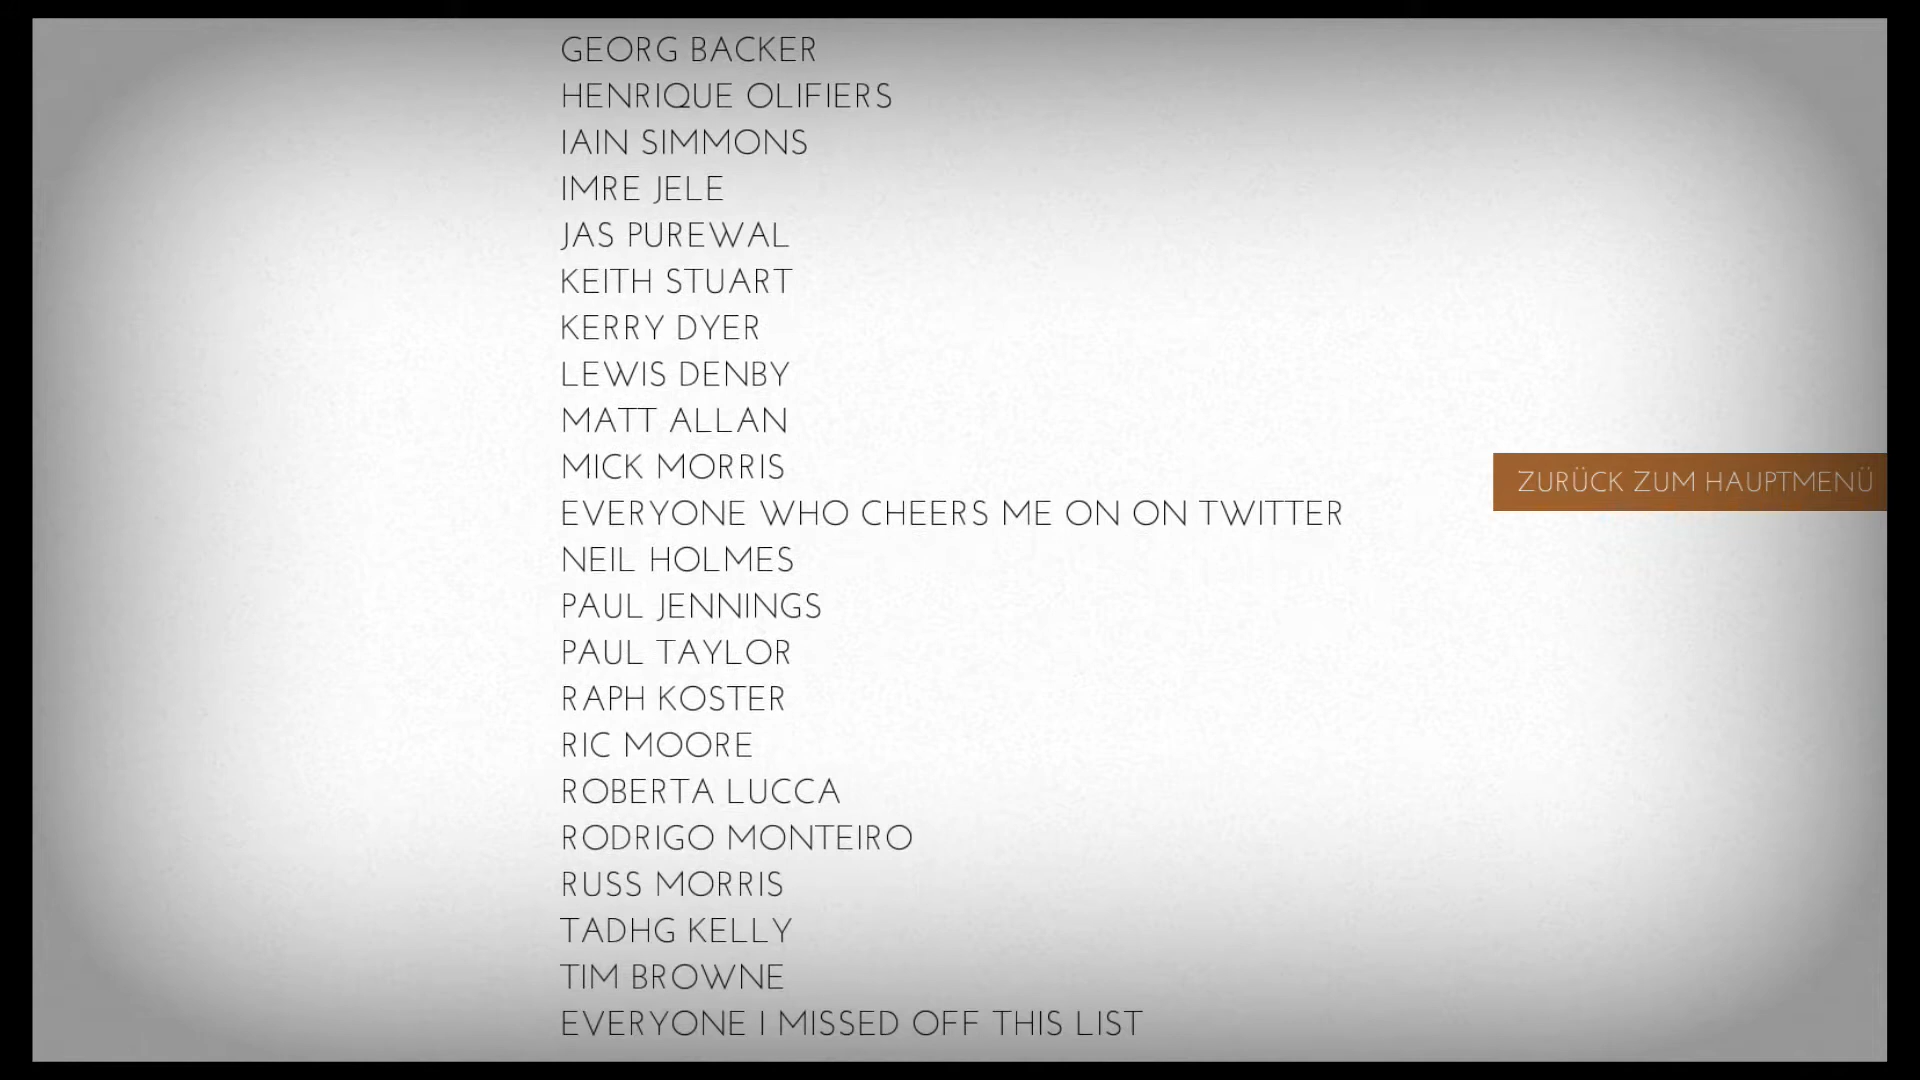 GEORG BACKER
HENRIQUE OLIFIERS
IAIN SIMMONS
IMRE JELE
JAS PUREWAL
KEITH STUART
KERRY DYER
LEWIS DENBY
MATT ALLAN
MICK MORRIS
ZURÜCK ZUM HAUPTMENÜ
EVERYONE WHO CHEERS ME ON ON TWITTER
NEIL HOLMES
PAUL JENNINGS
PAUL TAYLOR
RAPH KOSTER
RIC MOORE
ROBERTA LUCCA
RODRIGO MONTEIRO
RUSS MORRIS
TADHG KELLY
TIM BROWNE
EVERYONE I MISSED OFF THIS LIST